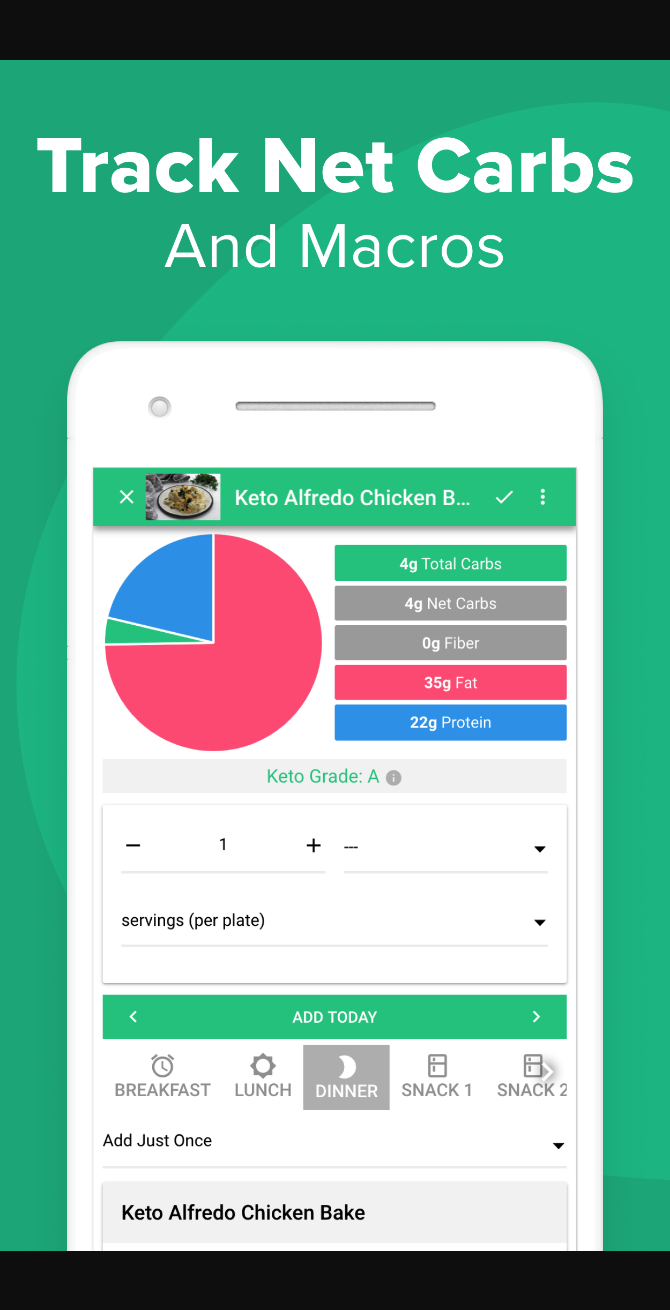 Track Net Carbs
And Macros
Keto Alfredo Chicken B...
4g Total Carbs
4g Net Carbs
0g Fiber
35g Fat
22g Protein
Keto Grade: A
1
---
servings (per plate)
ADD TODAY
BREAKFAST LUNCH DINNER SNACK 1 SNACK 2
Add Just Once
Keto Alfredo Chicken Bake